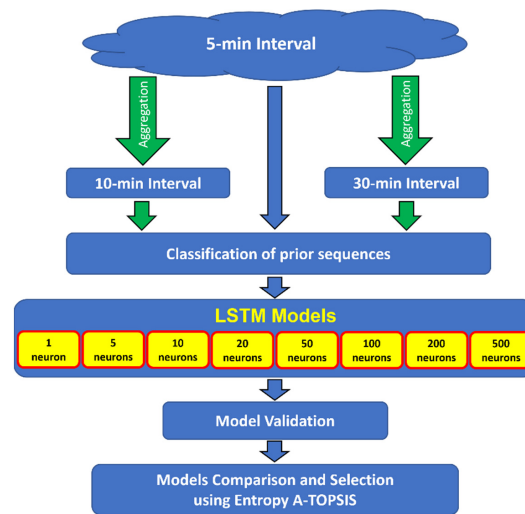 5-min Interval
Aggregation
Aggregation
10-min Interval
30-min Interval
Classification of prior sequences
LSTM Models
1 neuron
5 neurons
10 neurons
20 neurons
50 neurons
100 neurons
200 neurons
500 neurons
Model Validation
Models Comparison and Selection
using Entropy A-TOPSIS